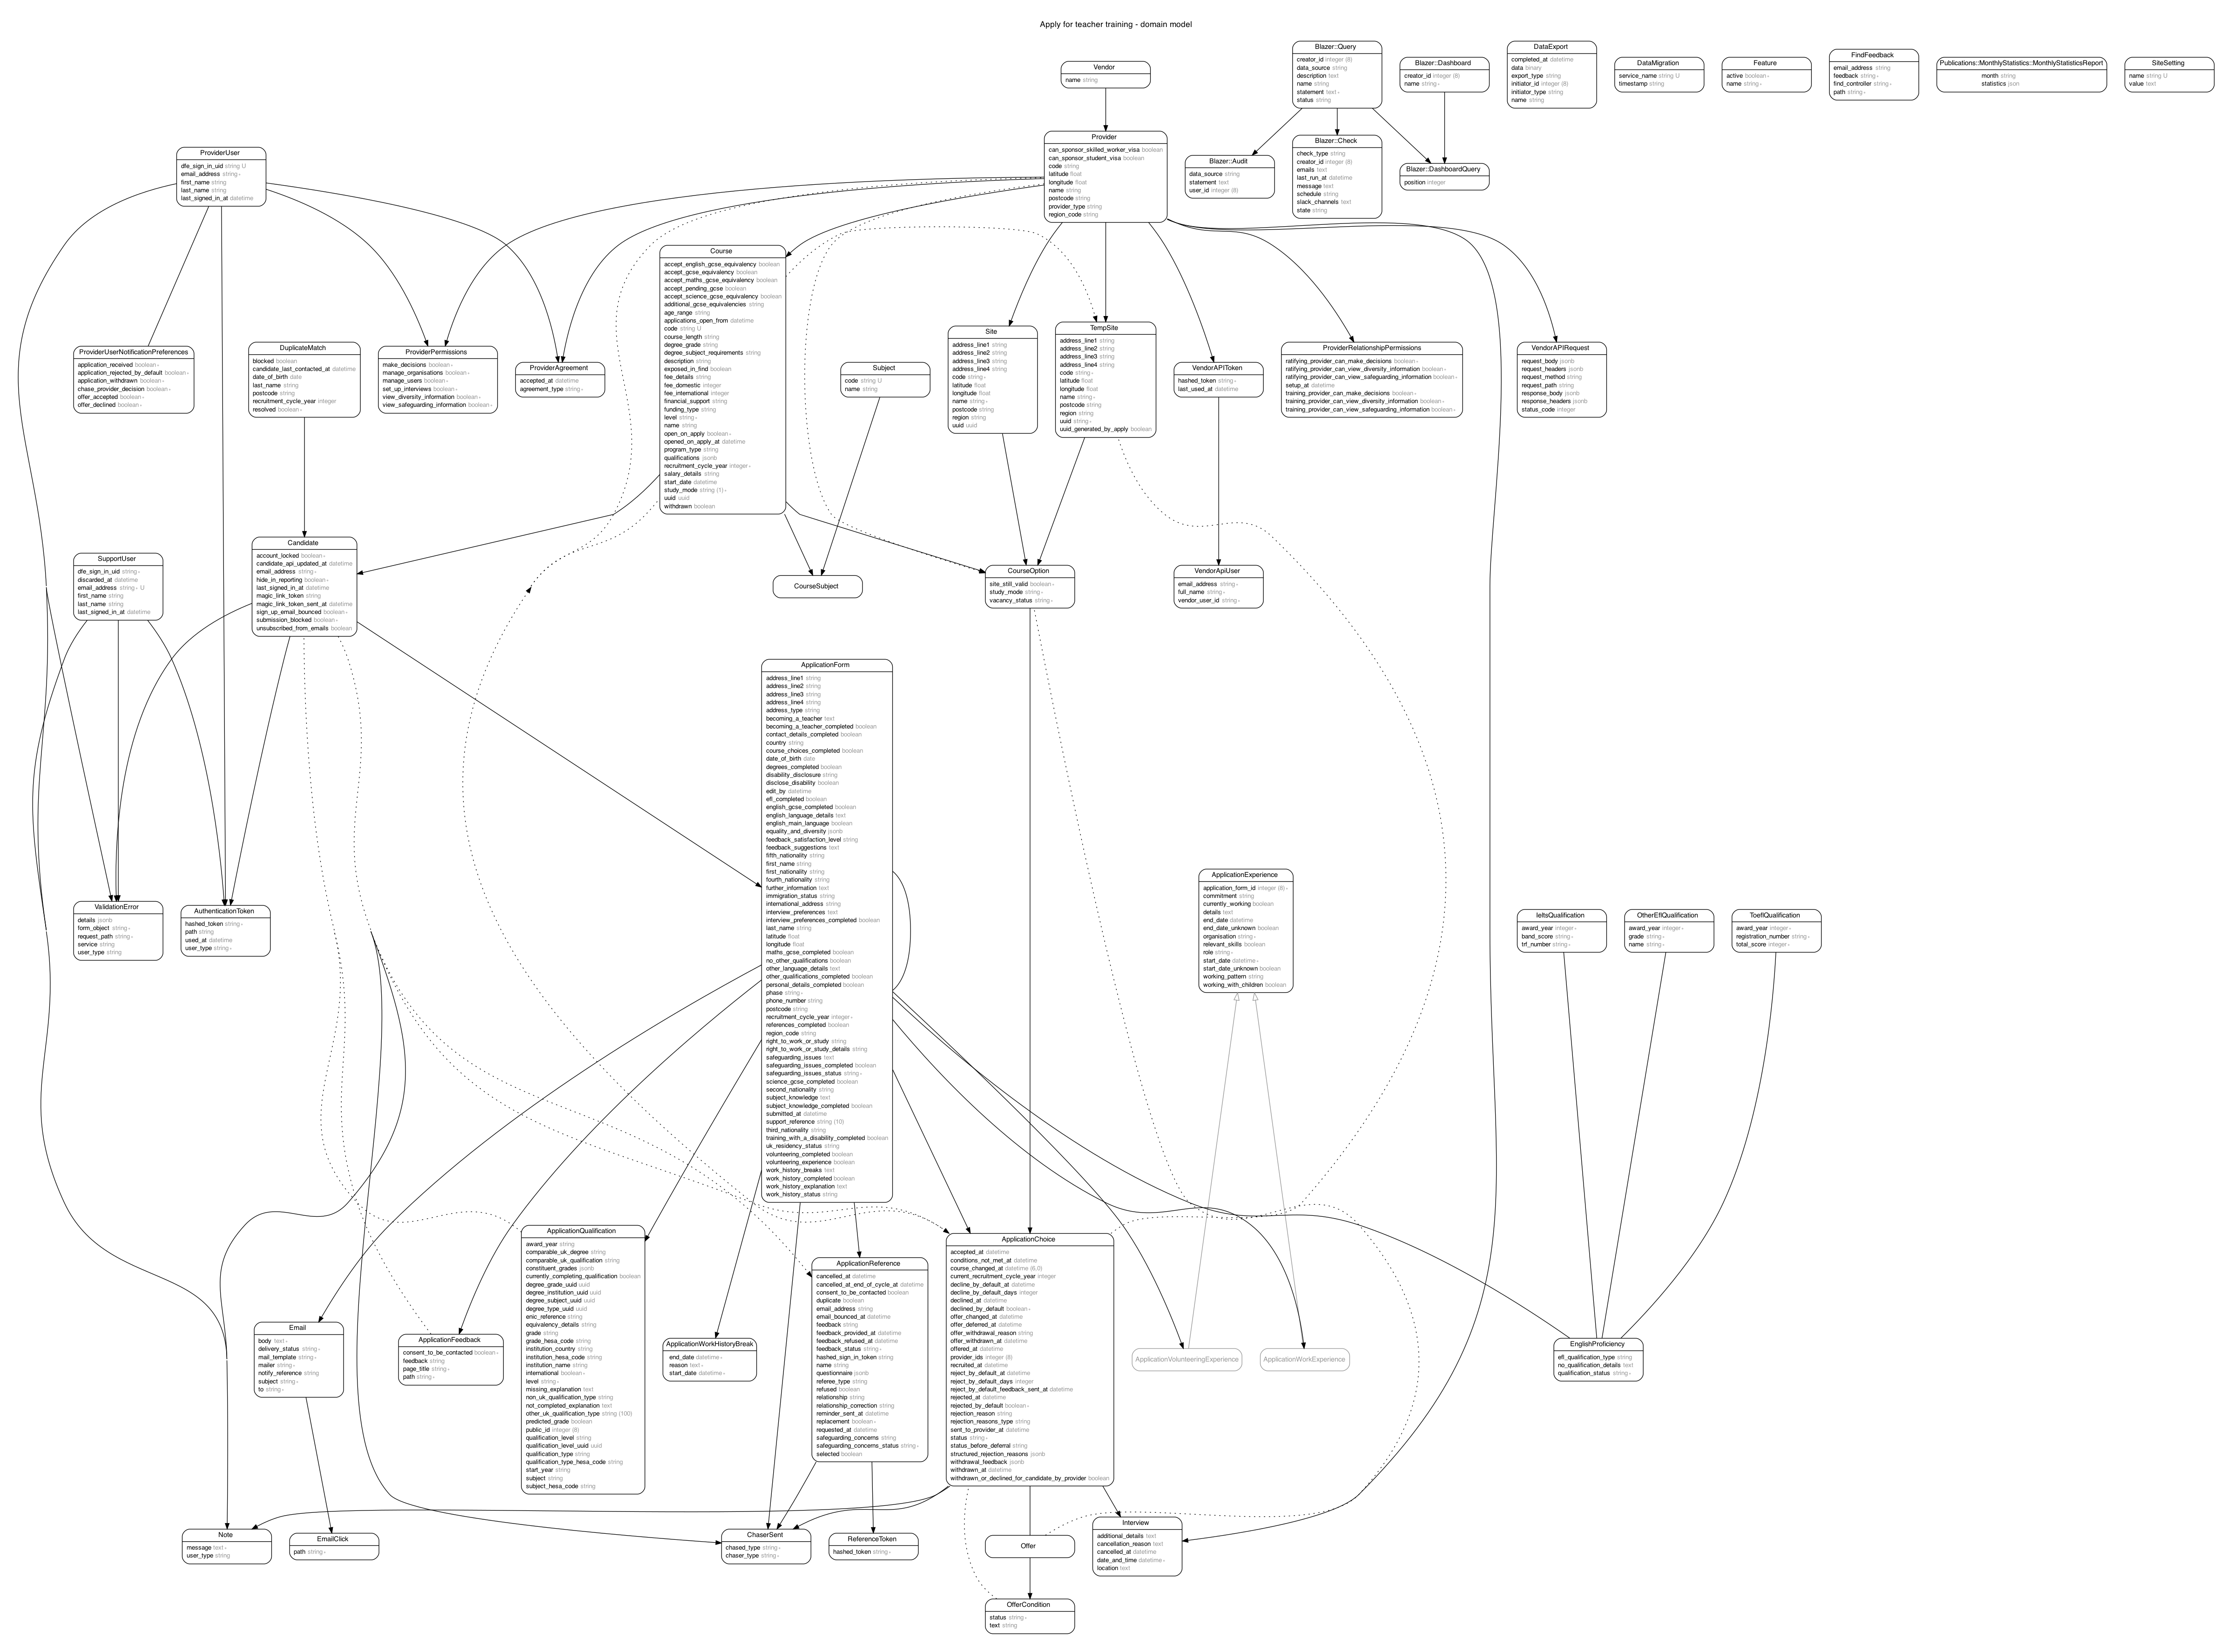 Apply for teacher training - domain model
Vendor
name string
Blazer::Query
creator_id integer (8)
data_source string
description text
name string
statement text ∗
status string
Blazer::Dashboard
creator_id integer (8)
name string ∗
DataExport
completed_at datetime
data binary
export_type string
initiator_id integer (8)
initiator_type string
name string
DataMigration
service_name string U
timestamp string
Feature
active boolean ∗
name string ∗
FindFeedback
email_address string
feedback string ∗
find_controller string ∗
path string ∗
Publications::MonthlyStatistics::MonthlyStatisticsReport
month string
statistics json
SiteSetting
name string U
value text
Provider
can_sponsor_skilled_worker_visa boolean
can_sponsor_student_visa boolean
code string
latitude float
longitude float
name string
postcode string
provider_type string
region_code string
Blazer::Audit
data_source string
statement text
user_id integer (8)
Blazer::Check
check_type string
creator_id integer (8)
emails text
last_run_at datetime
message text
schedule string
slack_channels text
state string
Blazer::DashboardQuery
position integer
ProviderUser
dfe_sign_in_uid string U
email_address string ∗
first_name string
last_name string
last_signed_in_at datetime
Course
accept_english_gcse_equivalency boolean
accept_gcse_equivalency boolean
accept_maths_gcse_equivalency boolean
accept_pending_gcse boolean
accept_science_gcse_equivalency boolean
additional_gcse_equivalencies string
age_range string
applications_open_from datetime
code string U
course_length string
degree_grade string
degree_subject_requirements string
description string
exposed_in_find boolean
fee_details string
fee_domestic integer
fee_international integer
financial_support string
funding_type string
level string ∗
name string
open_on_apply boolean ∗
opened_on_apply_at datetime
program_type string
qualifications jsonb
recruitment_cycle_year integer ∗
salary_details string
start_date datetime
study_mode string (1) ∗
uuid uuid
withdrawn boolean
ProviderUserNotificationPreferences
application_received boolean ∗
application_rejected_by_default boolean ∗
application_withdrawn boolean ∗
chase_provider_decision boolean ∗
offer_accepted boolean ∗
offer_declined boolean ∗
DuplicateMatch
blocked boolean
candidate_last_contacted_at datetime
date_of_birth date
last_name string
postcode string
recruitment_cycle_year integer
resolved boolean ∗
ProviderPermissions
make_decisions boolean ∗
manage_organisations boolean ∗
manage_users boolean ∗
set_up_interviews boolean ∗
view_diversity_information boolean ∗
view_safeguarding_information boolean ∗
ProviderAgreement
accepted_at datetime
agreement_type string ∗
Subject
code string U
name string
Site
address_line1 string
address_line2 string
address_line3 string
address_line4 string
code string ∗
latitude float
longitude float
name string ∗
postcode string
region string
uuid uuid
TempSite
address_line1 string
address_line2 string
address_line3 string
address_line4 string
code string ∗
latitude float
longitude float
name string ∗
postcode string
region string
uuid string ∗
uuid_generated_by_apply boolean
VendorAPIToken
hashed_token string ∗
last_used_at datetime
ProviderRelationshipPermissions
ratifying_provider_can_make_decisions boolean ∗
ratifying_provider_can_view_diversity_information boolean ∗
ratifying_provider_can_view_safeguarding_information boolean ∗
setup_at datetime
training_provider_can_make_decisions boolean ∗
training_provider_can_view_diversity_information boolean ∗
training_provider_can_view_safeguarding_information boolean ∗
VendorAPIRequest
request_body jsonb
request_headers jsonb
request_method string
request_path string
response_body jsonb
response_headers jsonb
status_code integer
SupportUser
dfe_sign_in_uid string ∗
discarded_at datetime
email_address string ∗ U
first_name string
last_name string
last_signed_in_at datetime
Candidate
account_locked boolean ∗
candidate_api_updated_at datetime
email_address string ∗
hide_in_reporting boolean ∗
last_signed_in_at datetime
magic_link_token string
magic_link_token_sent_at datetime
sign_up_email_bounced boolean ∗
submission_blocked boolean ∗
unsubscribed_from_emails boolean
CourseSubject
CourseOption
site_still_valid boolean ∗
study_mode string ∗
vacancy_status string ∗
VendorApiUser
email_address string ∗
full_name string ∗
vendor_user_id string ∗
ApplicationForm
address_line1 string
address_line2 string
address_line3 string
address_line4 string
address_type string
becoming_a_teacher text
becoming_a_teacher_completed boolean
contact_details_completed boolean
country string
course_choices_completed boolean
date_of_birth date
degrees_completed boolean
disability_disclosure string
disclose_disability boolean
edit_by datetime
efl_completed boolean
english_gcse_completed boolean
english_language_details text
english_main_language boolean
equality_and_diversity jsonb
feedback_satisfaction_level string
feedback_suggestions text
fifth_nationality string
first_name string
first_nationality string
fourth_nationality string
further_information text
immigration_status string
international_address string
interview_preferences text
interview_preferences_completed boolean
last_name string
latitude float
longitude float
maths_gcse_completed boolean
no_other_qualifications boolean
other_language_details text
other_qualifications_completed boolean
personal_details_completed boolean
phase string ∗
phone_number string
postcode string
recruitment_cycle_year integer ∗
references_completed boolean
region_code string
right_to_work_or_study string
right_to_work_or_study_details string
safeguarding_issues text
safeguarding_issues_completed boolean
safeguarding_issues_status string ∗
science_gcse_completed boolean
second_nationality string
subject_knowledge text
subject_knowledge_completed boolean
submitted_at datetime
support_reference string (10)
third_nationality string
training_with_a_disability_completed boolean
uk_residency_status string
volunteering_completed boolean
volunteering_experience boolean
work_history_breaks text
work_history_completed boolean
work_history_explanation text
work_history_status string
ApplicationExperience
application_form_id integer (8) ∗
commitment string
currently_working boolean
details text
end_date datetime
end_date_unknown boolean
organisation string ∗
relevant_skills boolean
role string ∗
start_date datetime ∗
start_date_unknown boolean
working_pattern string
working_with_children boolean
ValidationError
details jsonb
form_object string ∗
request_path string ∗
service string
user_type string
AuthenticationToken
hashed_token string ∗
path string
used_at datetime
user_type string ∗
IeltsQualification
award_year integer ∗
band_score string ∗
trf_number string ∗
OtherEflQualification
award_year integer ∗
grade string ∗
name string ∗
ToeflQualification
award_year integer ∗
registration_number string ∗
total_score integer ∗
ApplicationQualification
award_year string
comparable_uk_degree string
comparable_uk_qualification string
constituent_grades jsonb
currently_completing_qualification boolean
degree_grade_uuid uuid
degree_institution_uuid uuid
degree_subject_uuid uuid
degree_type_uuid uuid
enic_reference string
equivalency_details string
grade string
grade_hesa_code string
institution_country string
institution_hesa_code string
institution_name string
international boolean ∗
level string ∗
missing_explanation text
non_uk_qualification_type string
not_completed_explanation text
other_uk_qualification_type string (100)
predicted_grade boolean
public_id integer (8)
qualification_level string
qualification_level_uuid uuid
qualification_type string
qualification_type_hesa_code string
start_year string
subject string
subject_hesa_code string
ApplicationReference
cancelled_at datetime
cancelled_at_end_of_cycle_at datetime
consent_to_be_contacted boolean
duplicate boolean
email_address string
email_bounced_at datetime
feedback string
feedback_provided_at datetime
feedback_refused_at datetime
feedback_status string ∗
hashed_sign_in_token string
name string
questionnaire jsonb
referee_type string
refused boolean
relationship string
relationship_correction string
reminder_sent_at datetime
replacement boolean ∗
requested_at datetime
safeguarding_concerns string
safeguarding_concerns_status string ∗
selected boolean
ApplicationChoice
accepted_at datetime
conditions_not_met_at datetime
course_changed_at datetime (6,0)
current_recruitment_cycle_year integer
decline_by_default_at datetime
decline_by_default_days integer
declined_at datetime
declined_by_default boolean ∗
offer_changed_at datetime
offer_deferred_at datetime
offer_withdrawal_reason string
offer_withdrawn_at datetime
offered_at datetime
provider_ids integer (8)
recruited_at datetime
reject_by_default_at datetime
reject_by_default_days integer
reject_by_default_feedback_sent_at datetime
rejected_at datetime
rejected_by_default boolean ∗
rejection_reason string
rejection_reasons_type string
sent_to_provider_at datetime
status string ∗
status_before_deferral string
structured_rejection_reasons jsonb
withdrawal_feedback jsonb
withdrawn_at datetime
withdrawn_or_declined_for_candidate_by_provider boolean
Email
body text ∗
delivery_status string ∗
mail_template string ∗
mailer string ∗
notify_reference string
subject string ∗
to string ∗
ApplicationFeedback
consent_to_be_contacted boolean ∗
feedback string
page_title string ∗
path string ∗
ApplicationWorkHistoryBreak
end_date datetime ∗
reason text ∗
start_date datetime ∗
ApplicationVolunteeringExperience
ApplicationWorkExperience
EnglishProficiency
efl_qualification_type string
no_qualification_details text
qualification_status string ∗
Note
message text ∗
user_type string
EmailClick
path string ∗
ChaserSent
chased_type string ∗
chaser_type string ∗
ReferenceToken
hashed_token string ∗
Offer
Interview
additional_details text
cancellation_reason text
cancelled_at datetime
date_and_time datetime ∗
location text
OfferCondition
status string ∗
text string